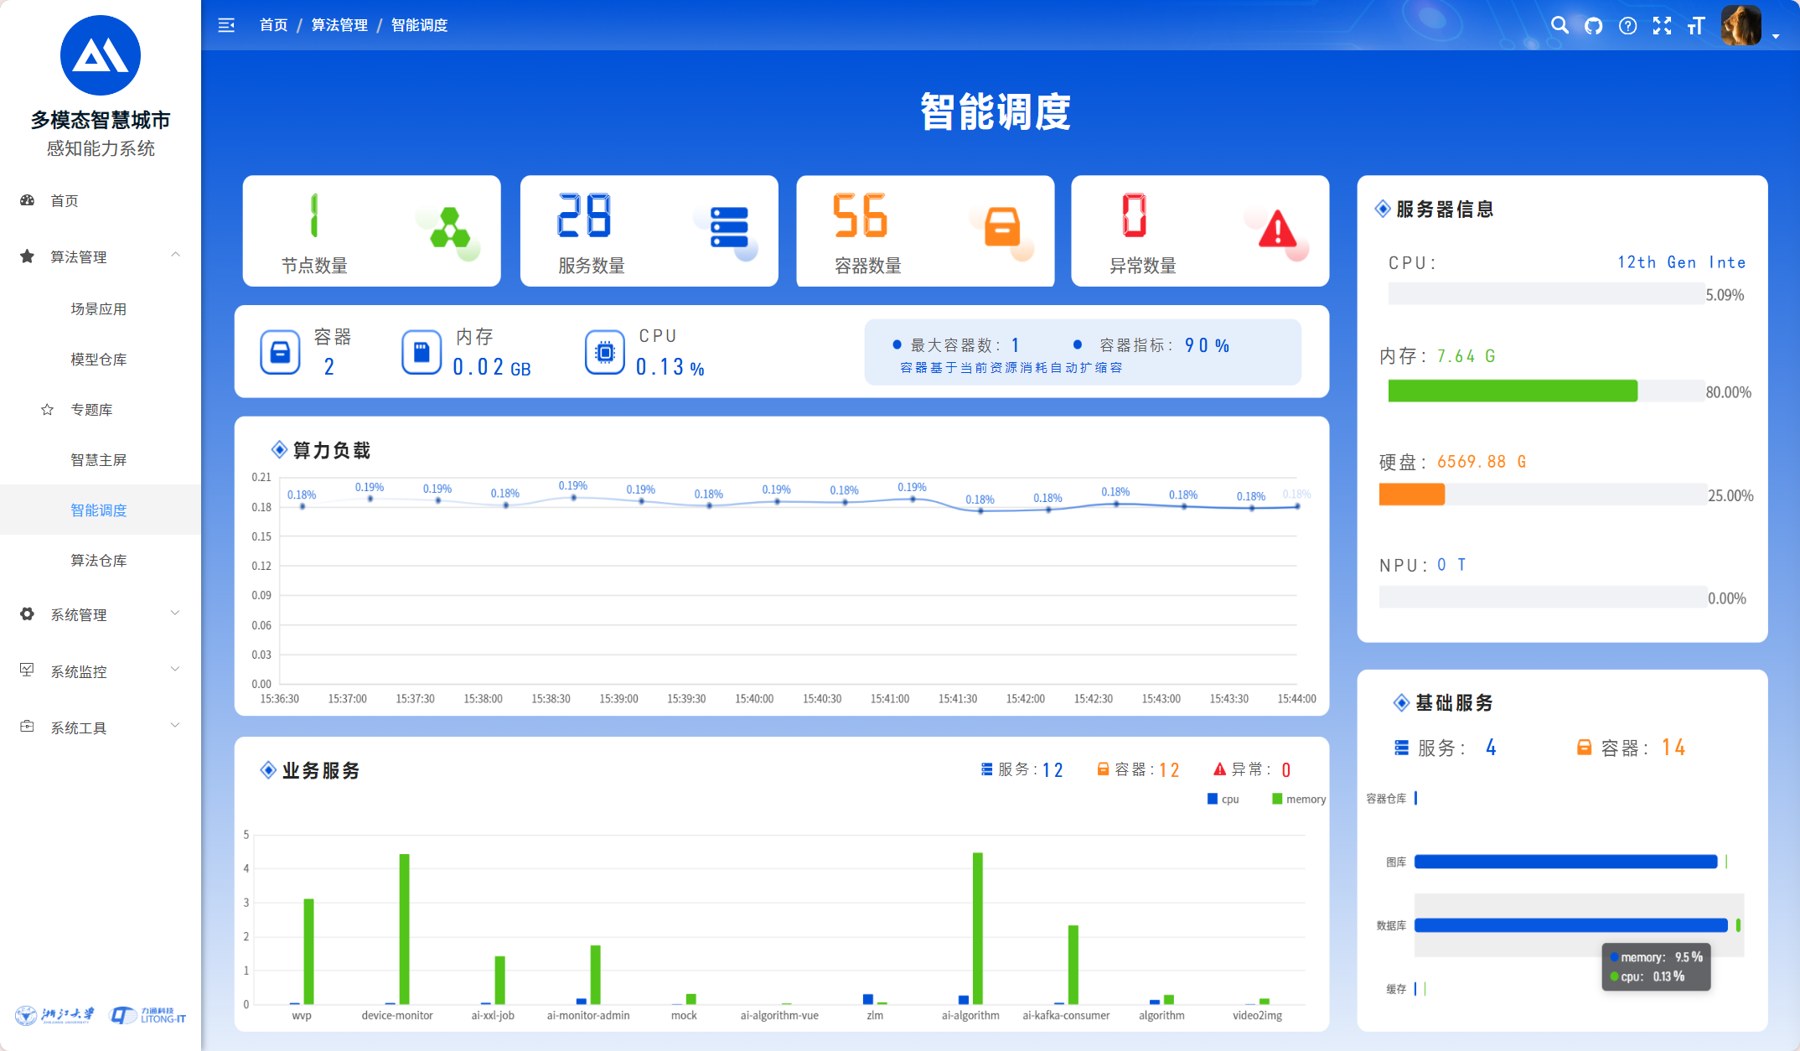 多模态智慧城市
感知能力系统
首页
算法管理
场景应用
模型仓库
专题库
智慧主屏
智能调度
算法仓库
系统管理
系统监控
系统工具
浙江大学
力通科技
LITONG-IT
首页 / 算法管理 / 智能调度
智能调度
1
节点数量
28
服务数量
56
容器数量
0
异常数量
容器
2
内存
0.02 GB
CPU
0.13 %
最大容器数： 1
容器指标： 90%
容器基于当前资源消耗自动扩缩容
算力负载
0.21
0.18
0.15
0.12
0.09
0.06
0.03
0.00
0.18% 0.19% 0.19% 0.18% 0.19% 0.19% 0.18% 0.19% 0.18% 0.19% 0.18% 0.18% 0.18% 0.18% 0.18% 0.18%
15:36:30 15:37:00 15:37:30 15:38:00 15:38:30 15:39:00 15:39:30 15:40:00 15:40:30 15:41:00 15:41:30 15:42:00 15:42:30 15:43:00 15:43:30 15:44:00
业务服务
服务：12 容器：12 异常： 0
cpu memory
5
4
3
2
1
0
wvp device-monitor ai-xxl-job ai-monitor-admin mock ai-algorithm-vue zlm ai-algorithm ai-kafka-consumer algorithm video2img
服务器信息
CPU： 12th Gen Inte
5.09%
内存：7.64 G
80.00%
硬盘：6569.88 G
25.00%
NPU：0 T
0.00%
基础服务
服务： 4 容器： 14
容器仓库
图库
数据库
memory： 9.5 %
cpu： 0.13 %
缓存